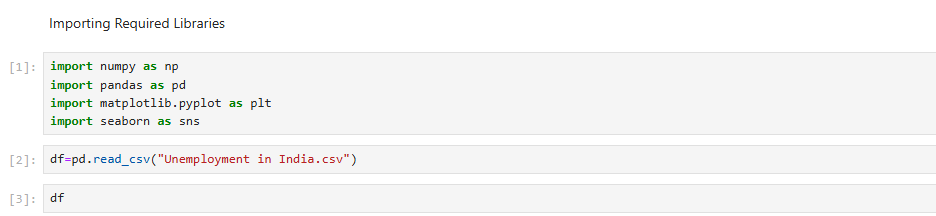 Importing Required Libraries
[1]:
import numpy as np
import pandas as pd
import matplotlib.pyplot as plt
import seaborn as sns
[2]:
df=pd.read_csv("Unemployment in India.csv")
[3]:
df